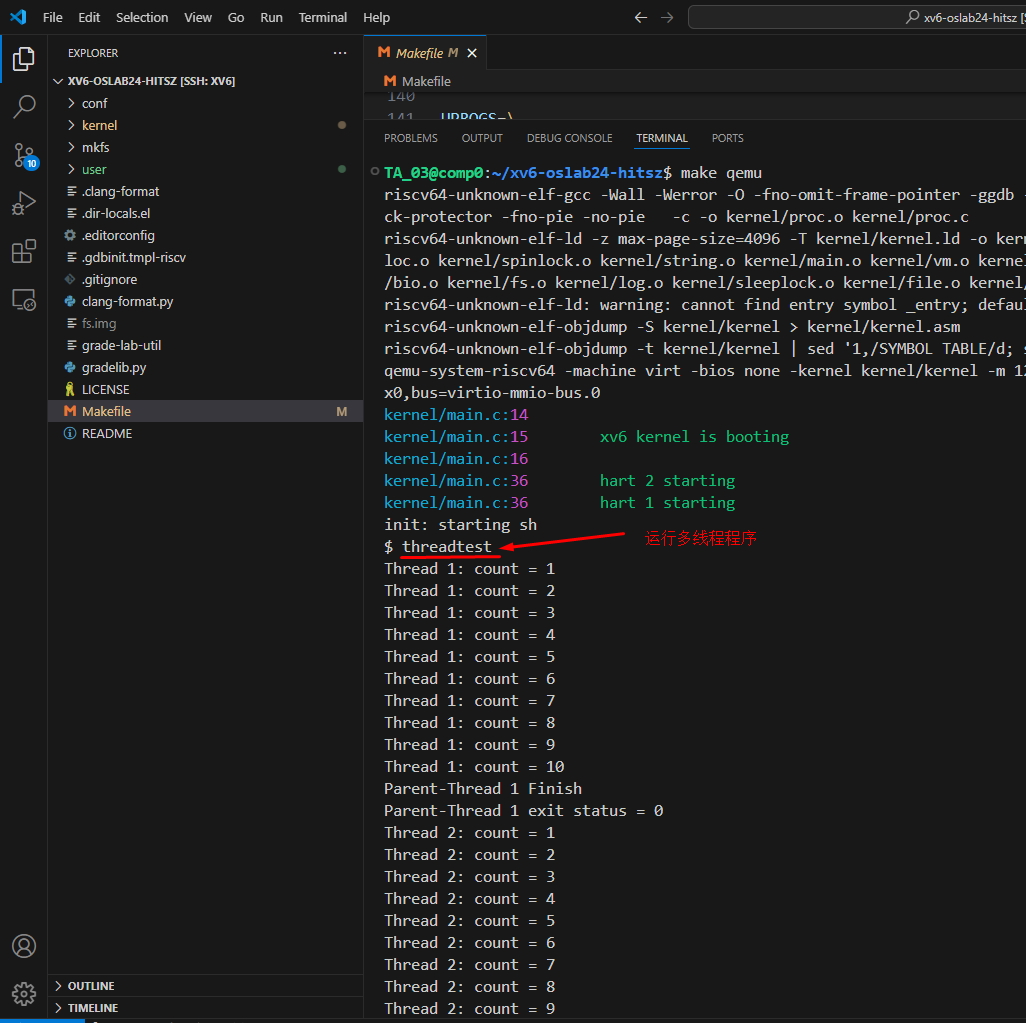 File Edit Selection View Go Run Terminal Help
xv6-oslab24-hitsz
EXPLORER
XV6-OSLAB24-HITSZ [SSH: XV6]
conf
kernel
mkfs
user
.clang-format
.dir-locals.el
.editorconfig
.gdbinit.tmpl-riscv
.gitignore
clang-format.py
fs.img
grade-lab-util
gradelib.py
LICENSE
Makefile M
README
10
OUTLINE
TIMELINE
Makefile M
Makefile
140
141 UPROGS=\
PROBLEMS OUTPUT DEBUG CONSOLE TERMINAL PORTS
TA_03@comp0:~/xv6-oslab24-hitsz$ make qemu
riscv64-unknown-elf-gcc -Wall -Werror -O -fno-omit-frame-pointer -ggdb -
ck-protector -fno-pie -no-pie -c -o kernel/proc.o kernel/proc.c
riscv64-unknown-elf-ld -z max-page-size=4096 -T kernel/kernel.ld -o ker
loc.o kernel/spinlock.o kernel/string.o kernel/main.o kernel/vm.o kerne
/bio.o kernel/fs.o kernel/log.o kernel/sleeplock.o kernel/file.o kernel/
riscv64-unknown-elf-ld: warning: cannot find entry symbol _entry; defau
riscv64-unknown-elf-objdump -S kernel/kernel > kernel/kernel.asm
riscv64-unknown-elf-objdump -t kernel/kernel | sed '1,/SYMBOL TABLE/d; s
qemu-system-riscv64 -machine virt -bios none -kernel kernel/kernel -m 12
x0,bus=virtio-mmio-bus.0
kernel/main.c:14
kernel/main.c:15 xv6 kernel is booting
kernel/main.c:16
kernel/main.c:36 hart 2 starting
kernel/main.c:36 hart 1 starting
init: starting sh
$ threadtest 运行多线程程序
Thread 1: count = 1
Thread 1: count = 2
Thread 1: count = 3
Thread 1: count = 4
Thread 1: count = 5
Thread 1: count = 6
Thread 1: count = 7
Thread 1: count = 8
Thread 1: count = 9
Thread 1: count = 10
Parent-Thread 1 Finish
Parent-Thread 1 exit status = 0
Thread 2: count = 1
Thread 2: count = 2
Thread 2: count = 3
Thread 2: count = 4
Thread 2: count = 5
Thread 2: count = 6
Thread 2: count = 7
Thread 2: count = 8
Thread 2: count = 9